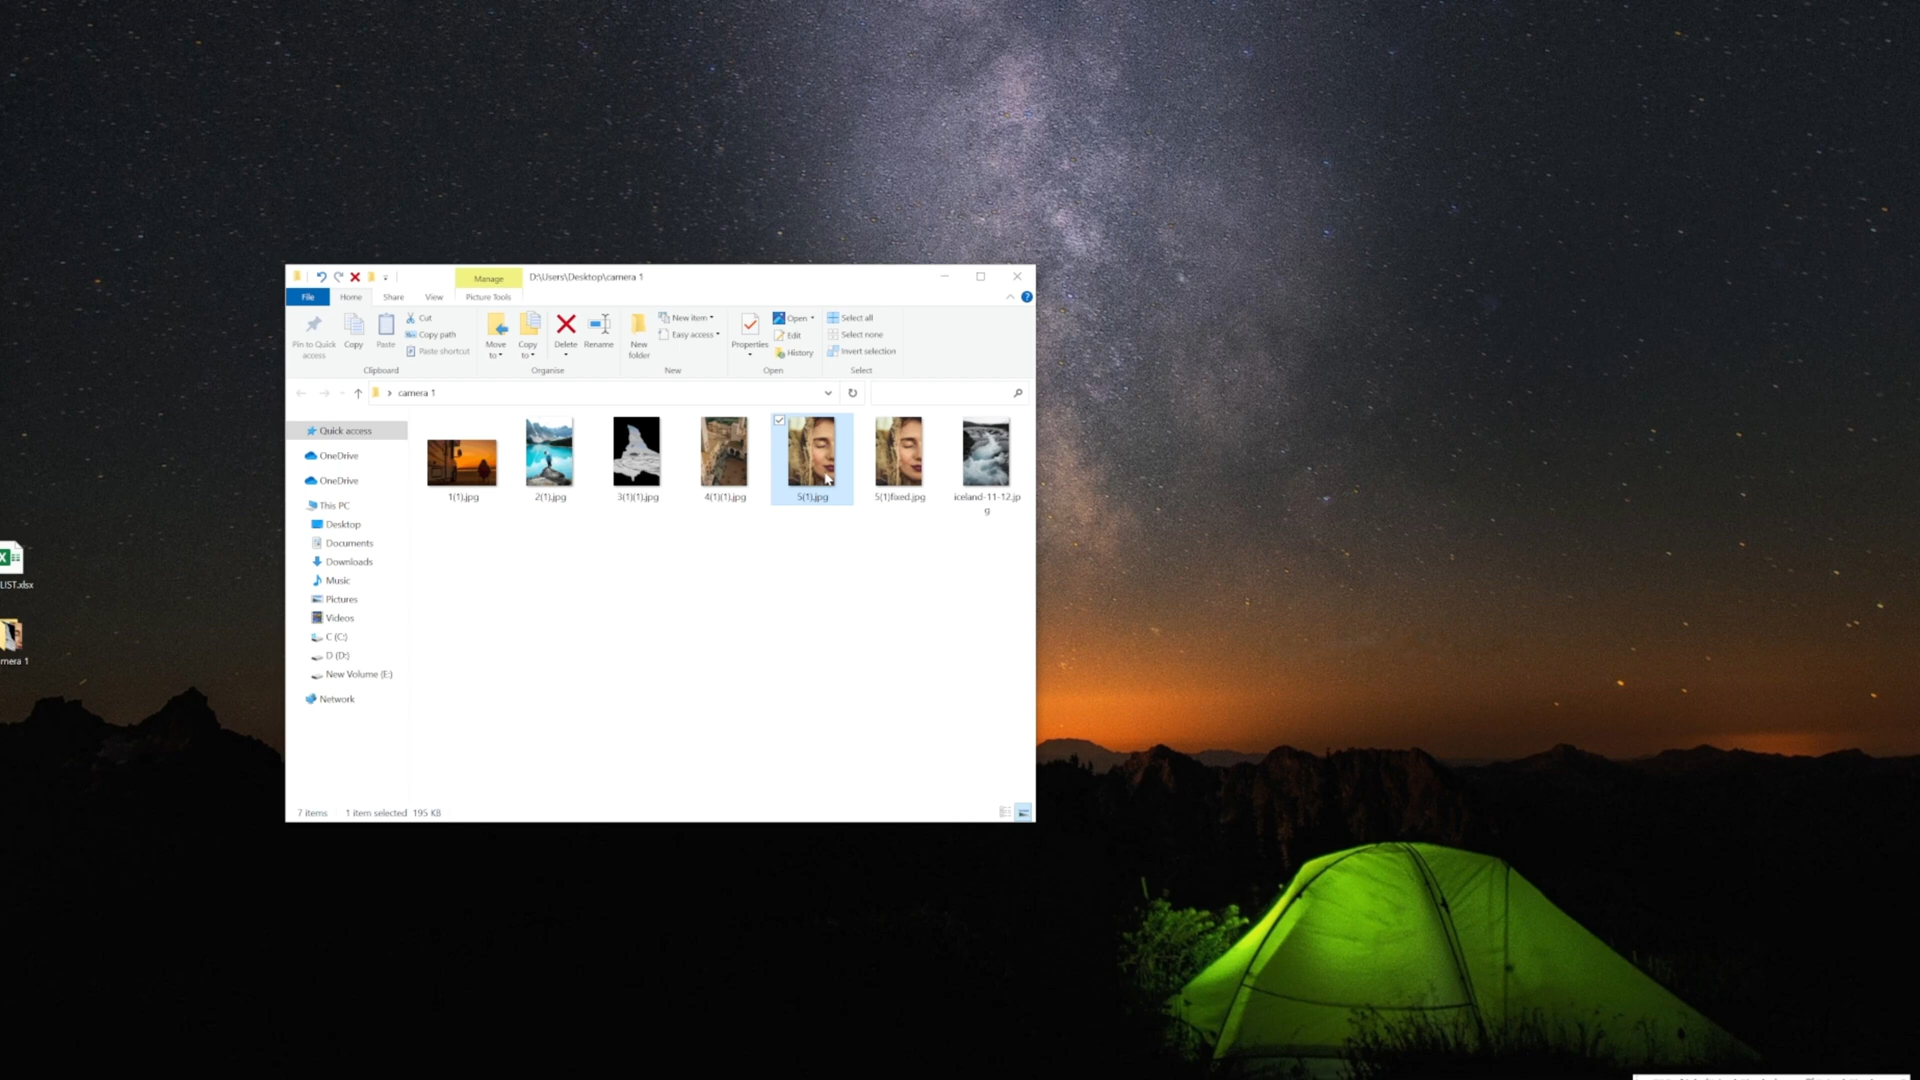 Manage
D:\Users\Desktop\camera 1
File
Home
Share
View
Picture Tools
Pin to Quick access
Copy
Paste
Cut
Copy path
Paste shortcut
Move to
Copy to
Delete
Rename
New folder
New item
Easy access
Properties
Open
Edit
History
Select all
Select none
Invert selection
Clipboard
Organise
New
Open
Select
camera 1
Quick access
OneDrive
OneDrive
This PC
Desktop
Documents
Downloads
Music
Pictures
Videos
C (C:)
D (D:)
New Volume (E:)
Network
1(1).jpg
2(1).jpg
3(1)(1).jpg
4(1)(1).jpg
5(1).jpg
5(1)fixed.jpg
iceland-11-12.jp
g
LIST.xlsx
mera 1
7 items
1 item selected 195 KB